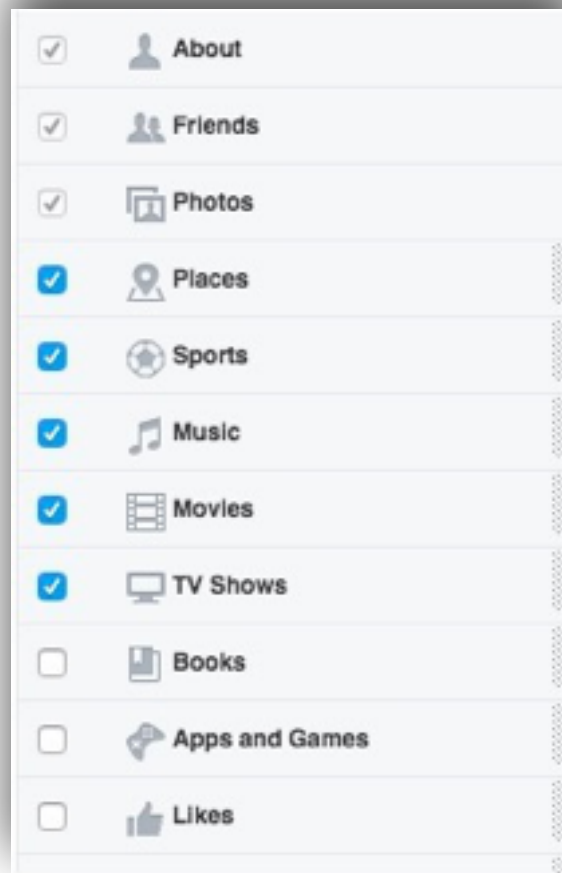 About
Friends
Photos
Places
Sports
Music
Movies
TV Shows
Books
Apps and Games
Likes